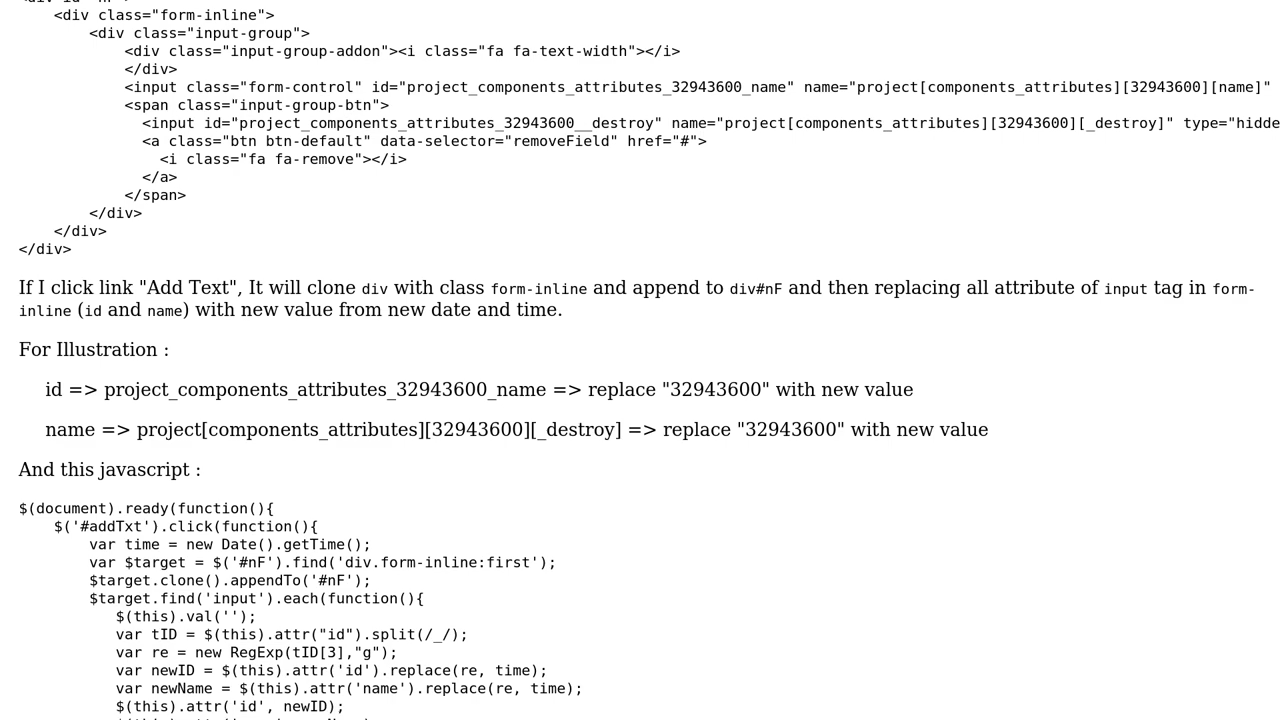 <div class="form-inline">
<div class="input-group">
<div class="input-group-addon"><i class="fa fa-text-width"></i>
</div>
<input class="form-control" id="project_components_attributes_32943600_name" name="project[components_attributes][32943600][name]"
<span class="input-group-btn">
<input id="project_components_attributes_32943600__destroy" name="project[components_attributes][32943600][_destroy]" type="hidde
<a class="btn btn-default" data-selector="removeField" href="#">
<i class="fa fa-remove"></i>
</a>
</span>
</div>
</div>
</div>
If I click link "Add Text", It will clone div with class form-inline and append to div#nF and then replacing all attribute of input tag in form-
inline (id and name) with new value from new date and time.
For Illustration :
id => project_components_attributes_32943600_name => replace "32943600" with new value
name => project[components_attributes][32943600][_destroy] => replace "32943600" with new value
And this javascript :
$(document).ready(function(){
$('#addTxt').click(function(){
var time = new Date().getTime();
var $target = $('#nF').find('div.form-inline:first');
$target.clone().appendTo('#nF');
$target.find('input').each(function(){
$(this).val('');
var tID = $(this).attr("id").split(/_/);
var re = new RegExp(tID[3],"g");
var newID = $(this).attr('id').replace(re, time);
var newName = $(this).attr('name').replace(re, time);
$(this).attr('id', newID);